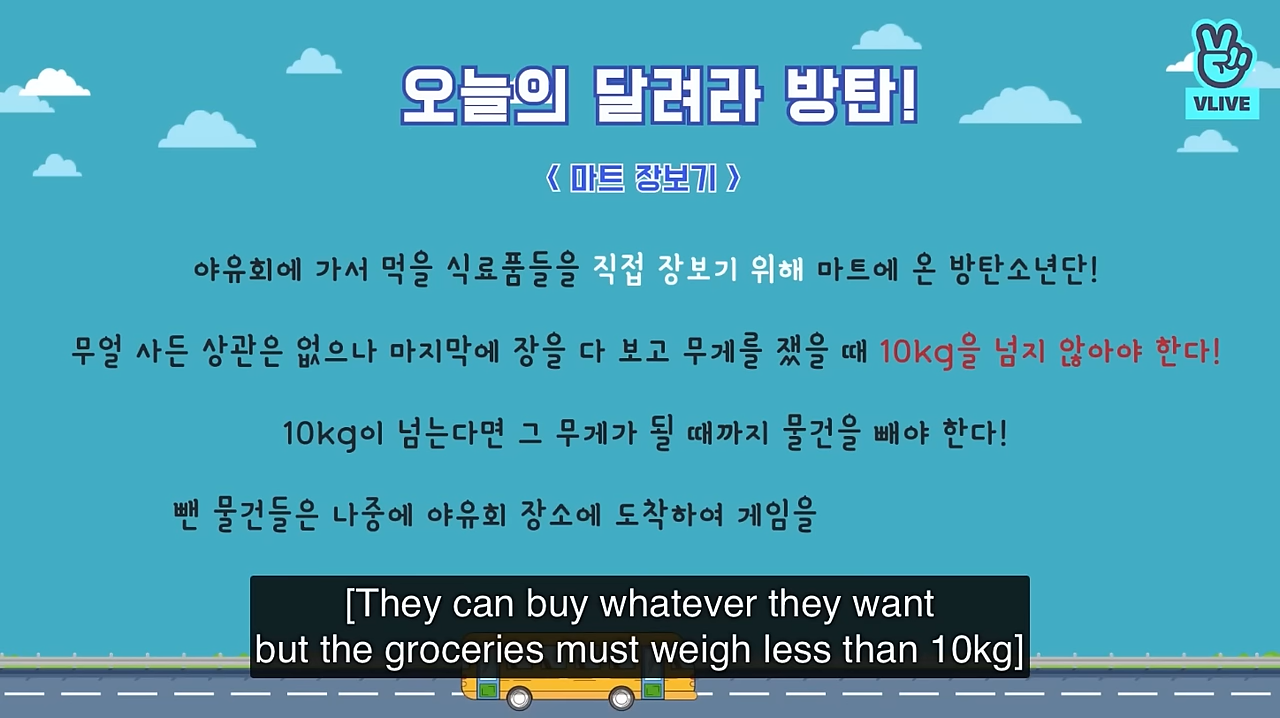 오늘의 달려라 방탄!
VLIVE
< 마트 장보기 >
야유회에 가서 먹을 식료품들을 직접 장보기 위해 마트에 온 방탄소년단!
무얼 사든 상관은 없으나 마지막에 장을 다 보고 무게를 쟀을 때 10kg을 넘지 않아야 한다!
10kg이 넘는다면 그 무게가 될 때까지 물건을 빼야 한다!
뺀 물건들은 나중에 야유회 장소에 도착하여 게임을
[They can buy whatever they want
but the groceries must weigh less than 10kg]